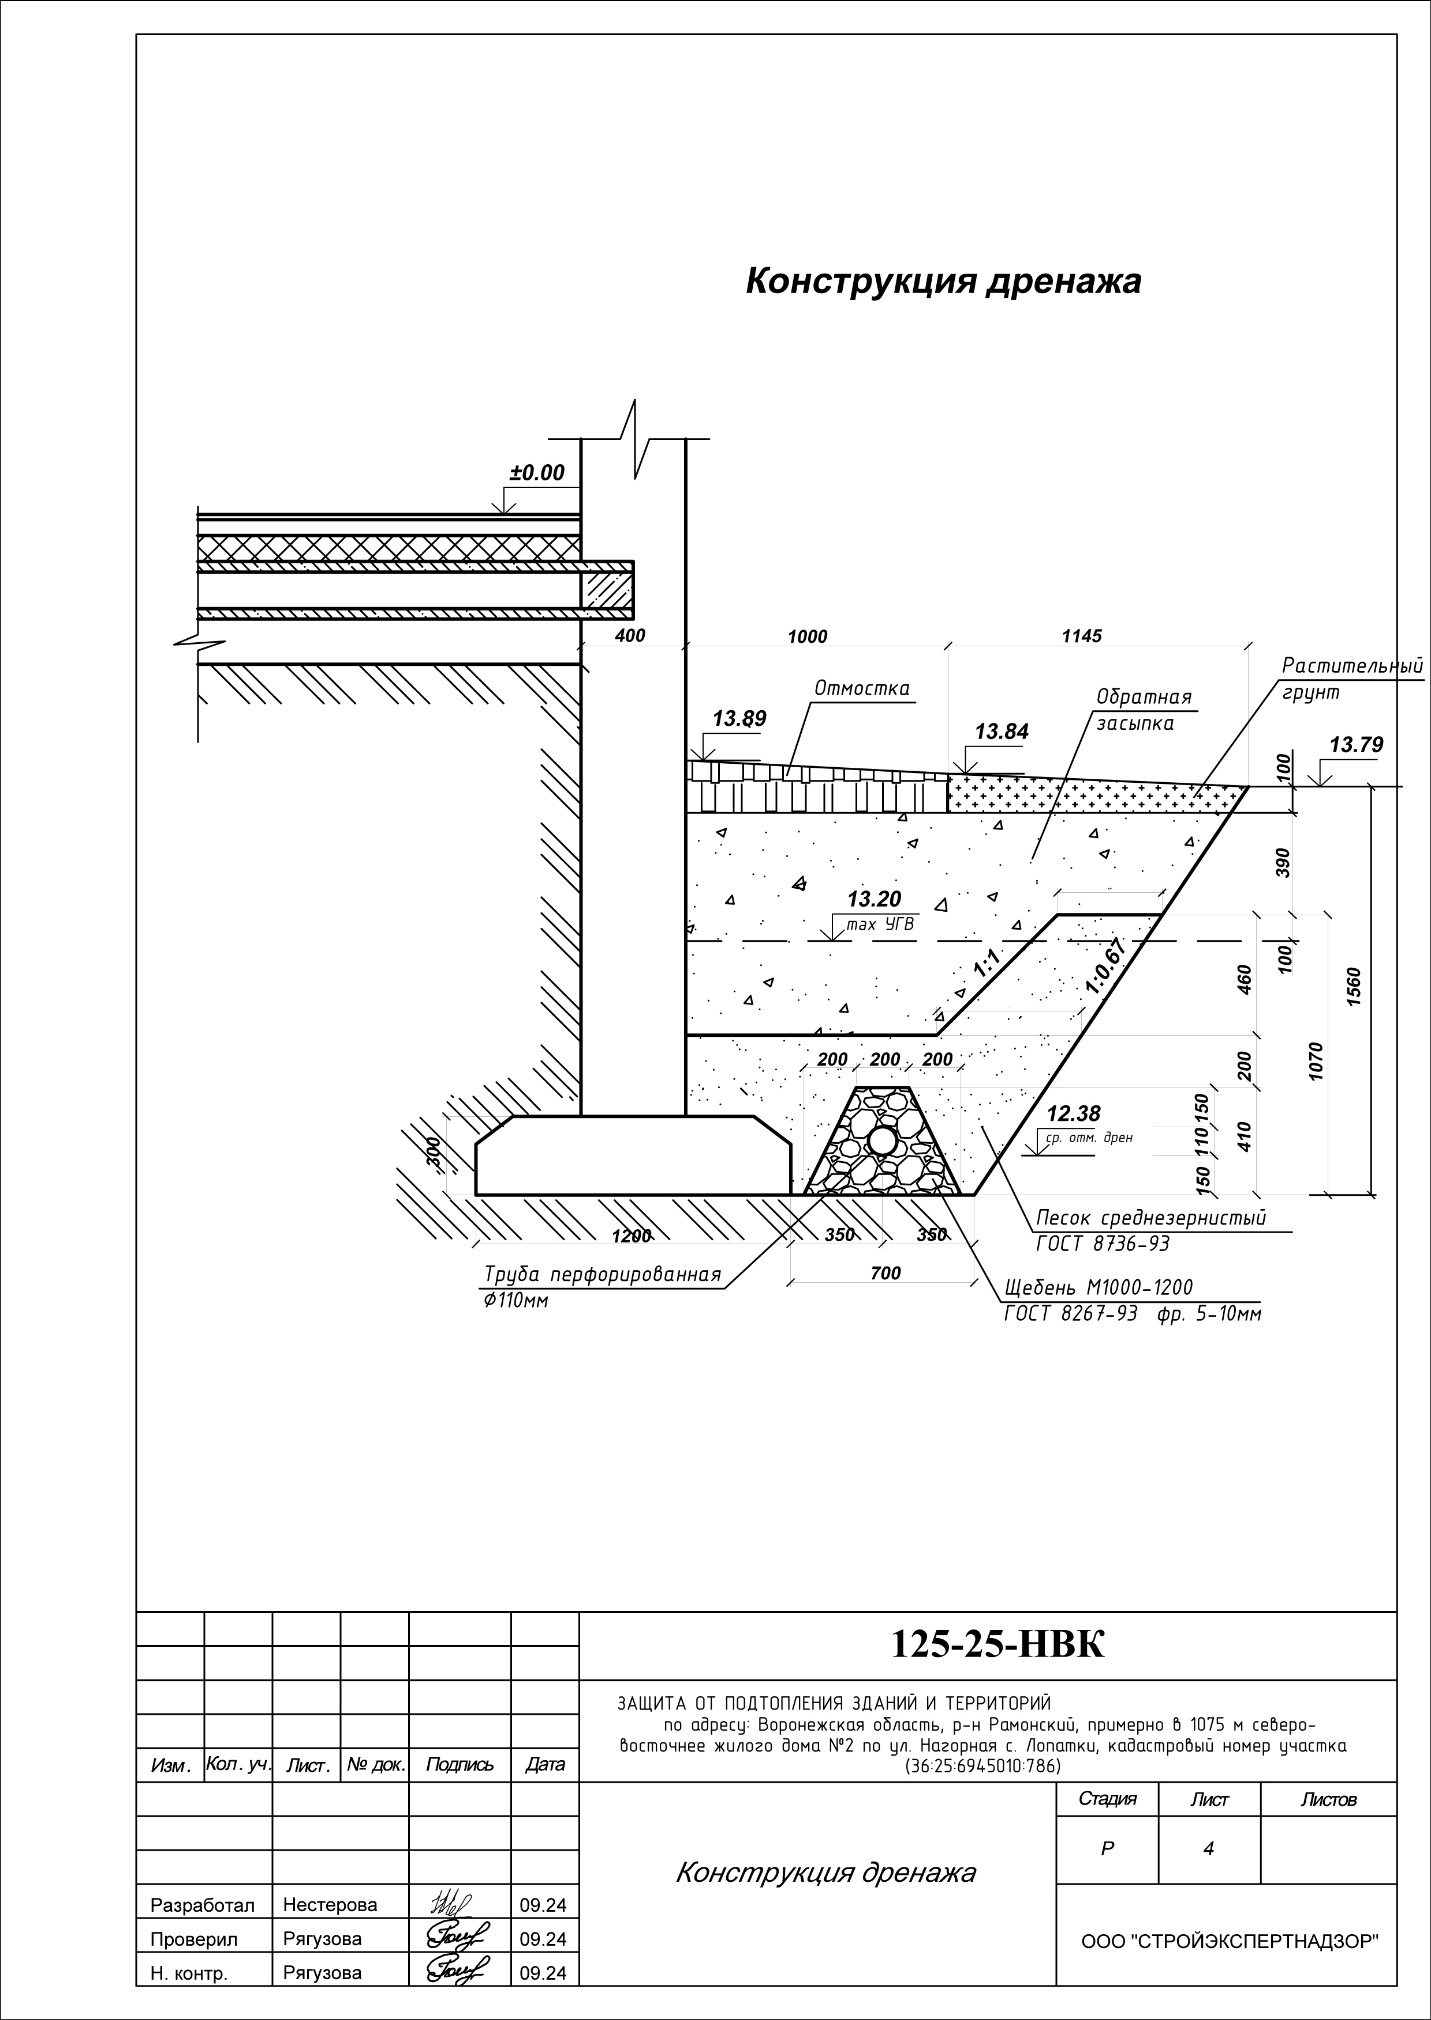 Конструкция дренажа
±0.00
400
1000
1145
Растительный
грунт
Отмостка
Обратная
засыпка
13.89
13.84
13.79
100
390
13.20
max УГВ
1:1
1:0.67
100
460
1560
1070
200
200
200
200
12.38
ср. отм. дрен
150
110
150
410
300
Песок среднезернистый
ГОСТ 8736-93
1200
350
350
700
Труба перфорированная
Ф110мм
Щебень М1000-1200
ГОСТ 8267-93 фр. 5-10мм
125-25-НВК
ЗАЩИТА ОТ ПОДТОПЛЕНИЯ ЗДАНИЙ И ТЕРРИТОРИЙ
по адресу: Воронежская область, р-н Рамонский, примерно в 1075 м северо-
восточнее жилого дома №2 по ул. Нагорная с. Лопатки, кадастровый номер участка
(36:25:6945010:786)
Изм. Кол. уч. Лист. № док. Подпись Дата
Стадия Лист Листов
Р 4
Конструкция дренажа
Разработал Нестерова 09.24
Проверил Рягузова 09.24
Н. контр. Рягузова 09.24
ООО "СТРОЙЭКСПЕРТНАДЗОР"